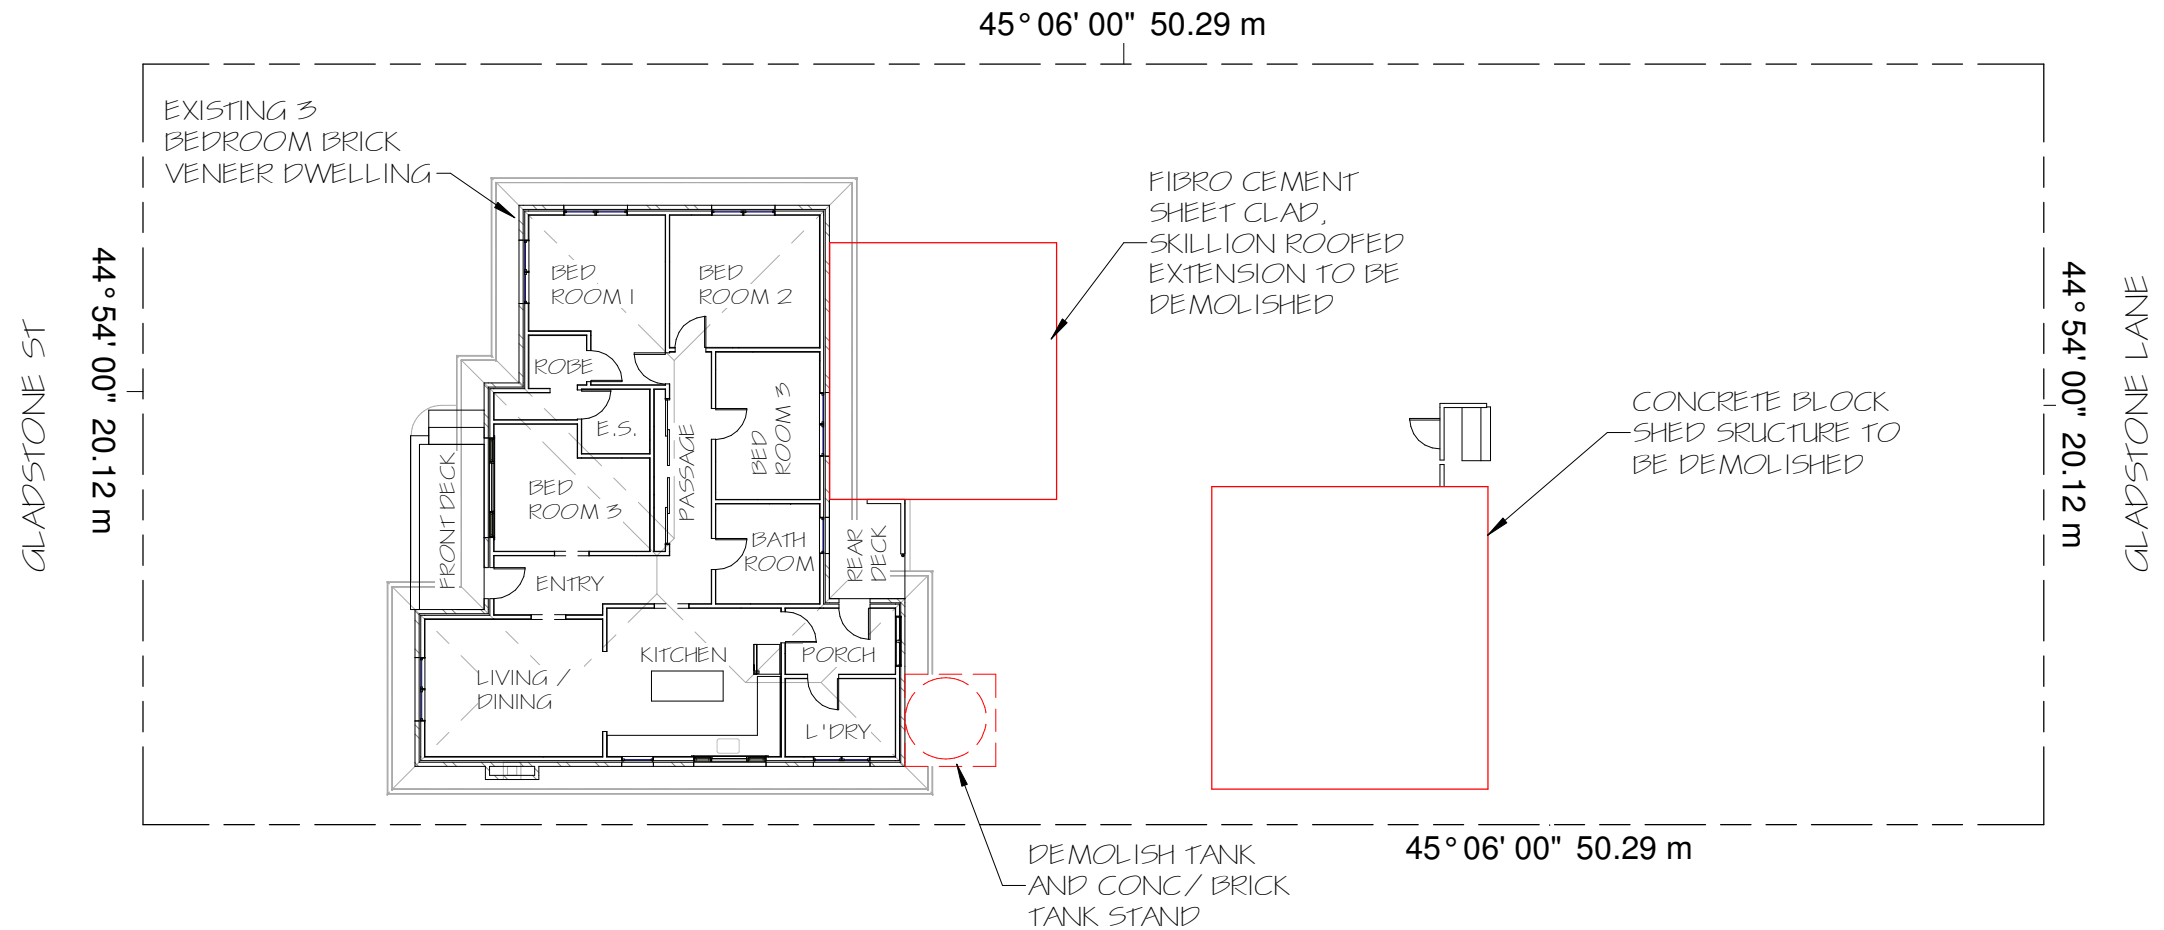 45° 06' 00" 50.29 m
EXISTING 3
BEDROOM BRICK
VENEER DWELLING
FIBRO CEMENT
SHEET CLAD,
SKILLION ROOFED
EXTENSION TO BE
DEMOLISHED
GLADSTONE ST
44° 54' 00" 20.12 m
BED
ROOM 1
BED
ROOM 2
ROBE
E.S.
PASSAGE
BED
ROOM 3
BED
ROOM 3
FRONT DECK
ENTRY
BATH
ROOM
REAR
DECK
LIVING /
DINING
KITCHEN
PORCH
L'DRY
CONCRETE BLOCK
SHED SRUCTURE TO
BE DEMOLISHED
44° 54' 00" 20.12 m
GLADSTONE LANE
45° 06' 00" 50.29 m
DEMOLISH TANK
AND CONC/ BRICK
TANK STAND